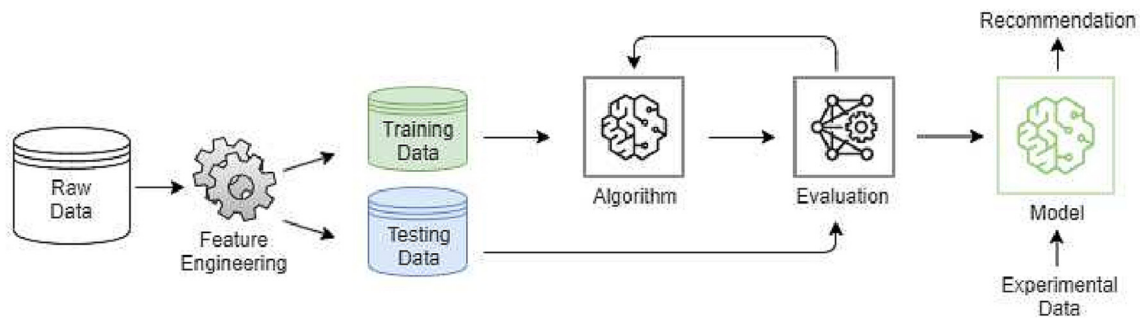 Raw
Data
Feature
Engineering
Training
Data
Testing
Data
Algorithm
Evaluation
Recommendation
Model
Experimental
Data